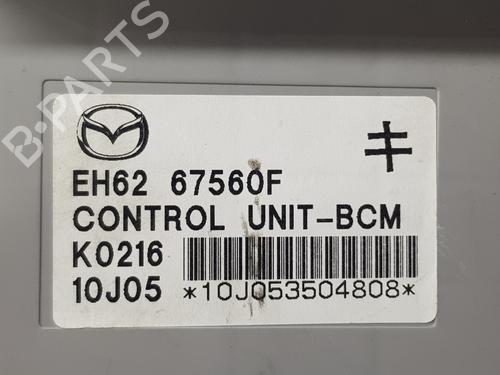 B-PARTS
キ
EH62 67560F
CONTROL UNIT-BCM
K0216
10J05 *10J053504808*